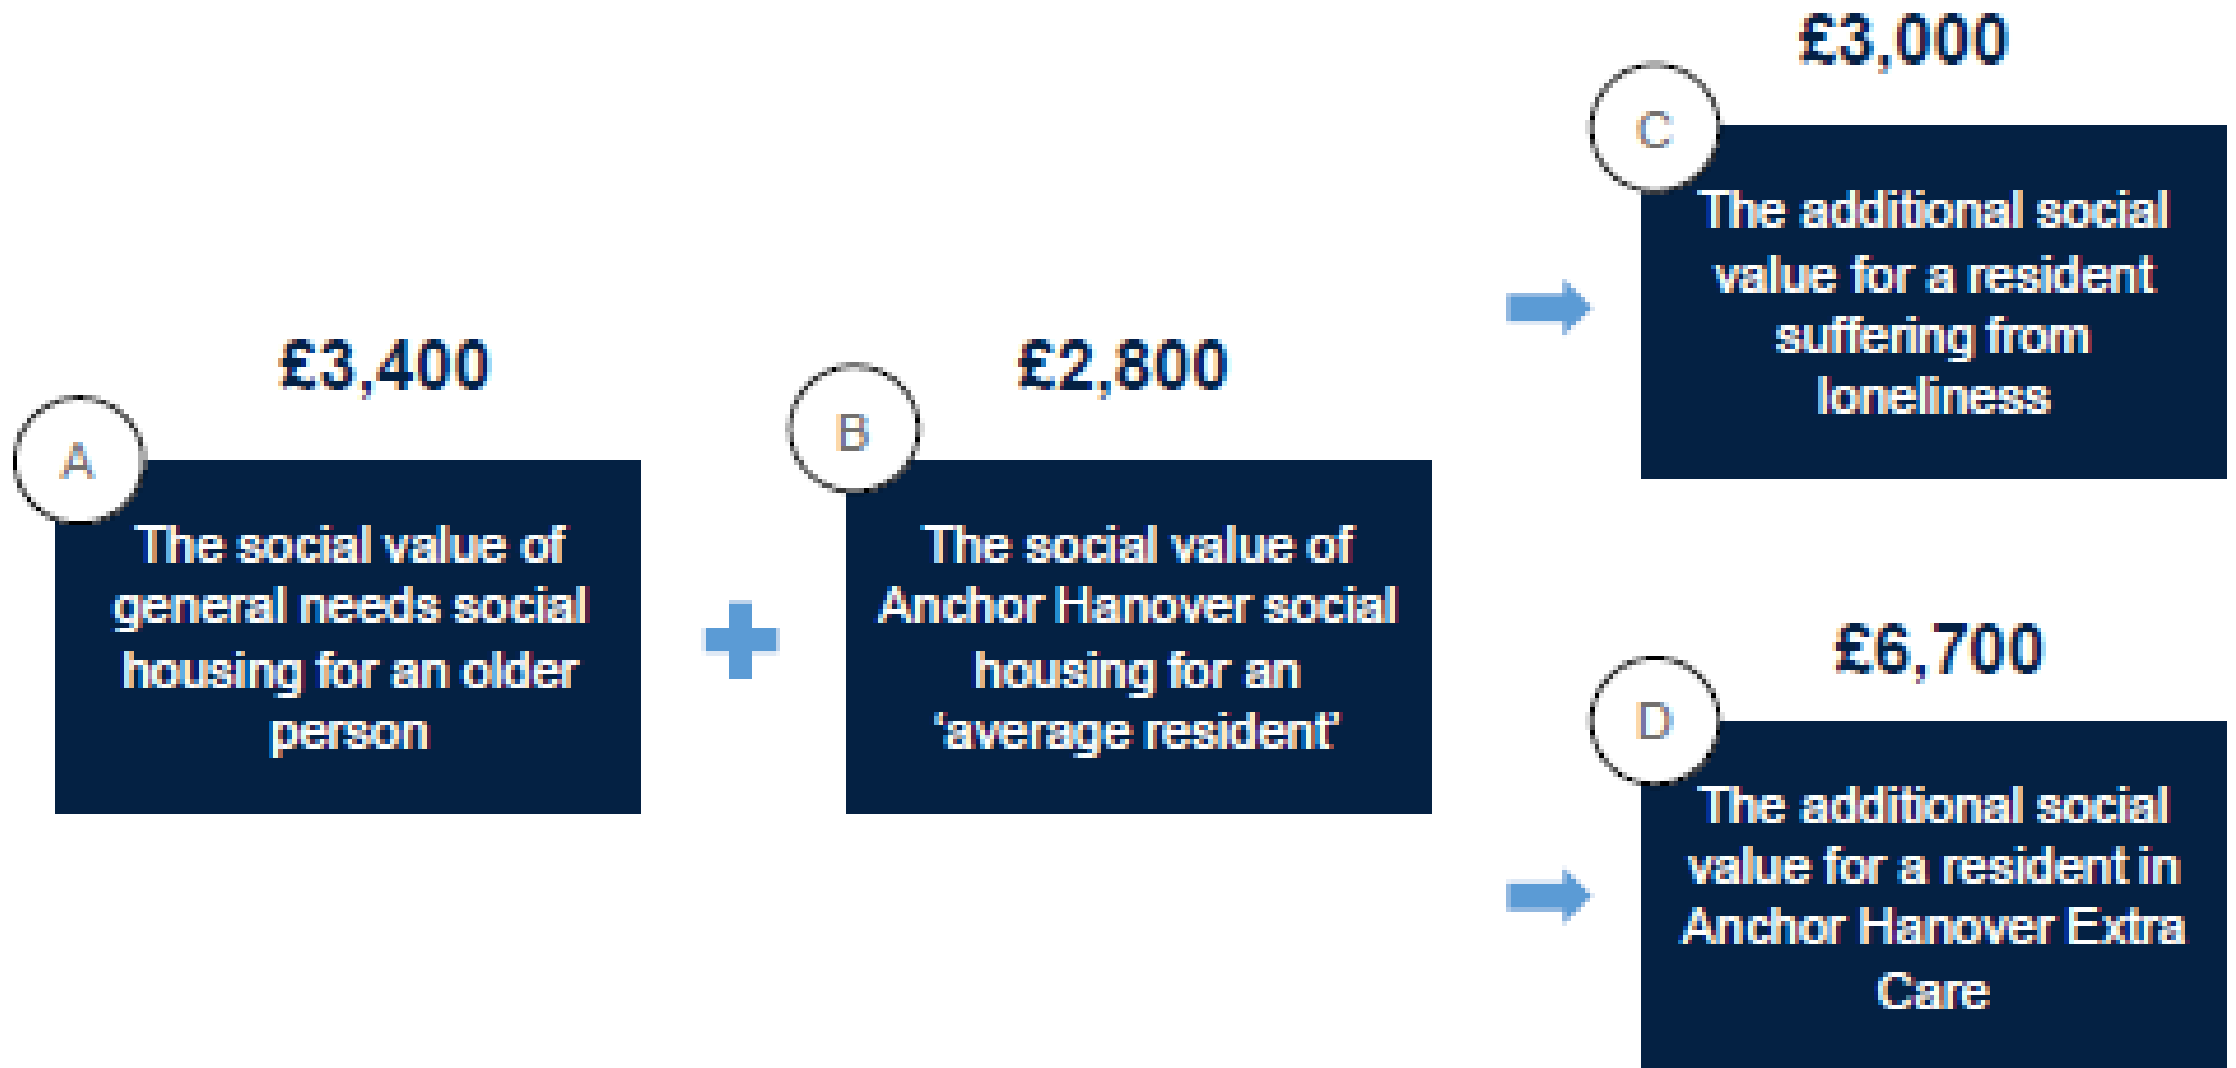 £3,400
A
The social value of
general needs social
housing for an older
person
£2,800
B
The social value of
Anchor Hanover social
housing for an
‘average resident’
£3,000
C
The additional social
value for a resident
suffering from
loneliness
£6,700
D
The additional social
value for a resident in
Anchor Hanover Extra
Care